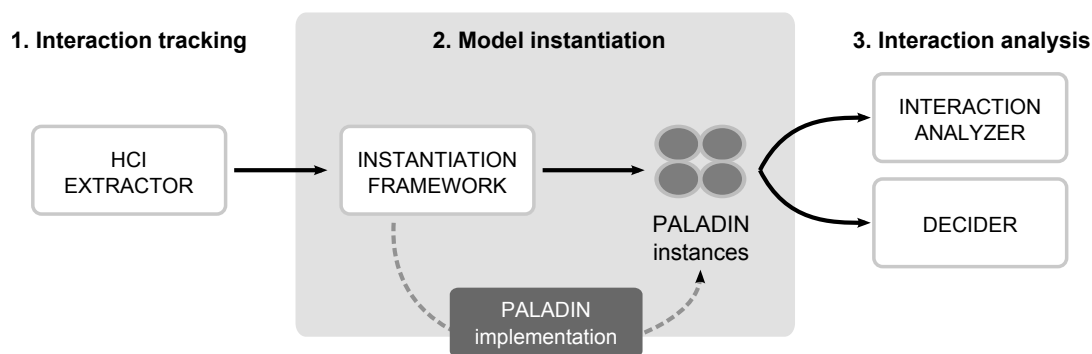 1. Interaction tracking
2. Model instantiation
3. Interaction analysis
HCI
EXTRACTOR
INSTANTIATION
FRAMEWORK
PALADIN
instances
INTERACTION
ANALYZER
DECIDER
PALADIN
implementation